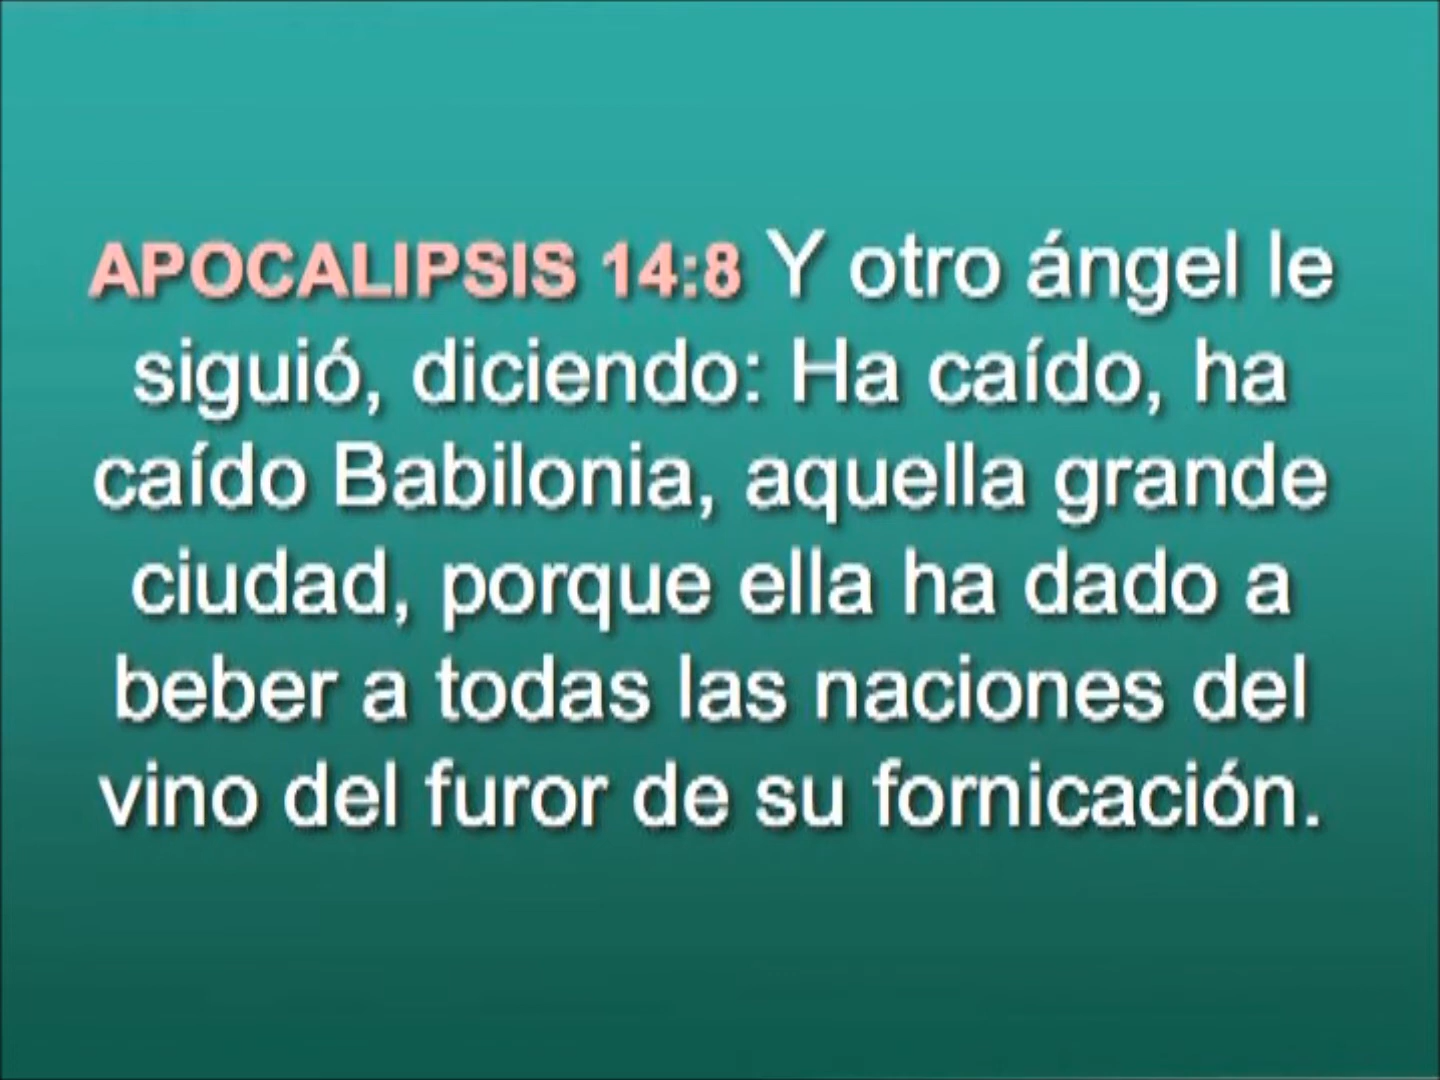 APOCALIPSIS 14:8 Y otro ángel le
siguió, diciendo: Ha caído, ha
caído Babilonia, aquella grande
ciudad, porque ella ha dado a
beber a todas las naciones del
vino del furor de su fornicación.